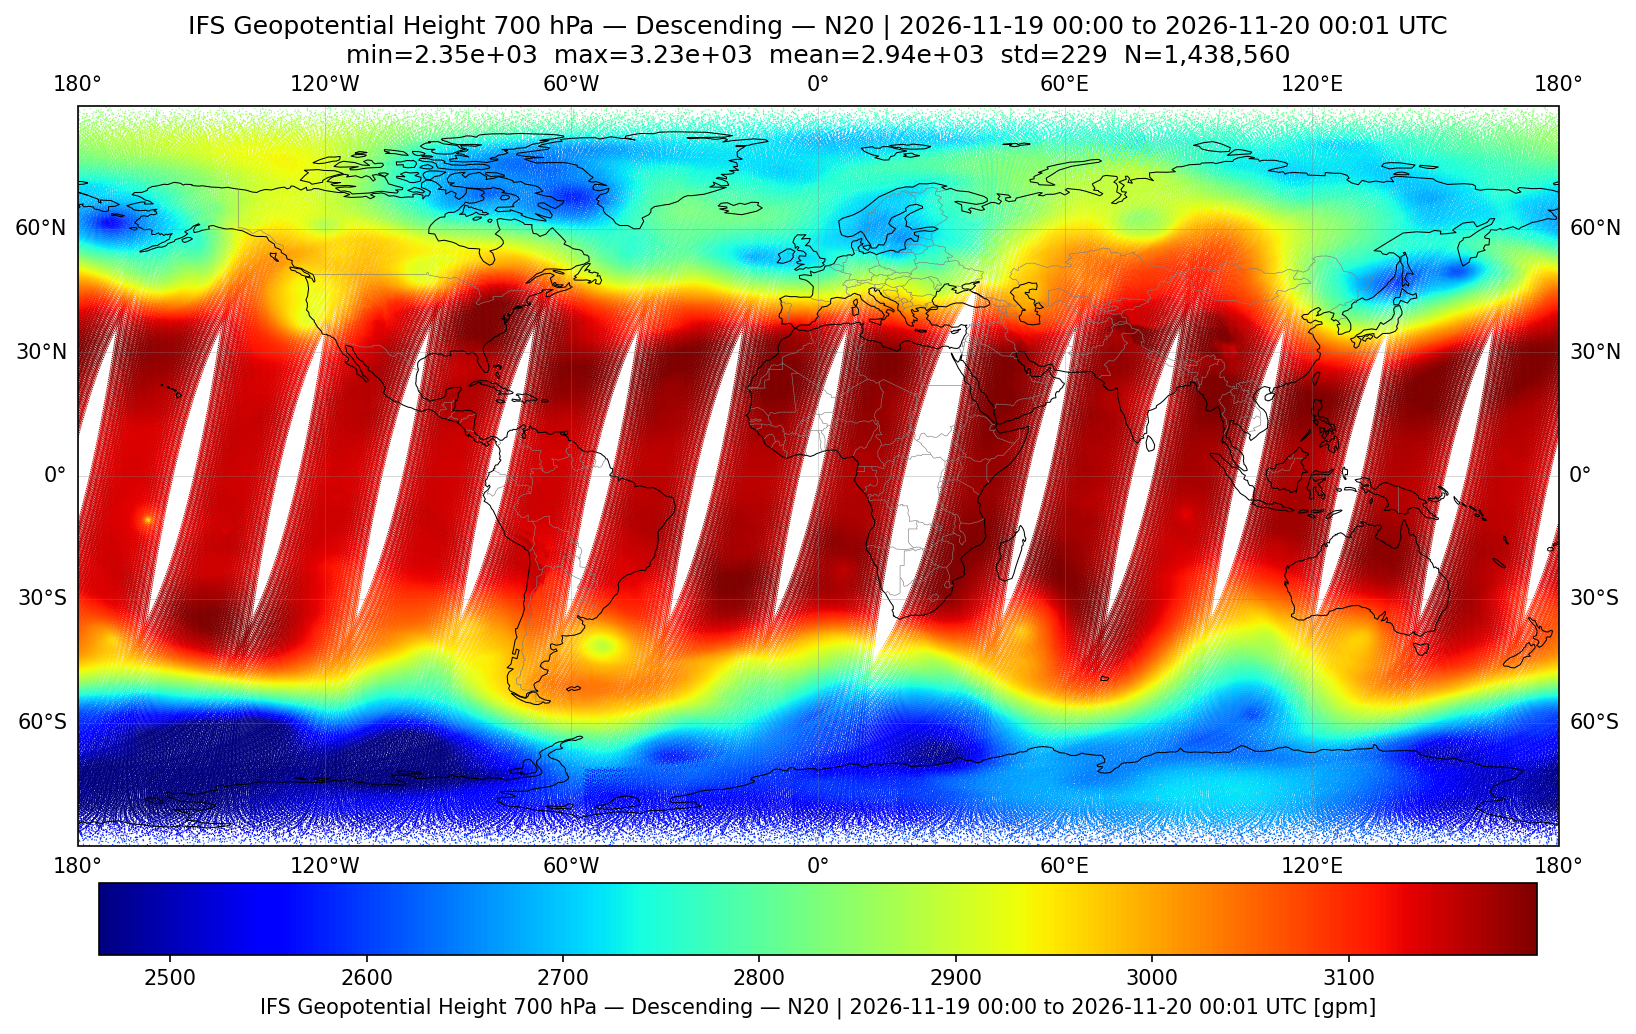 IFS Geopotential Height 700 hPa — Descending — N20 | 2026-11-19 00:00 to 2026-11-20 00:01 UTC
min=2.35e+03 max=3.23e+03 mean=2.94e+03 std=229 N=1,438,560
180° 120°W 60°W 0° 60°E 120°E 180°
60°N 60°N
30°N 30°N
0° 0°
30°S 30°S
60°S 60°S
180° 120°W 60°W 0° 60°E 120°E 180°
2500 2600 2700 2800 2900 3000 3100
IFS Geopotential Height 700 hPa — Descending — N20 | 2026-11-19 00:00 to 2026-11-20 00:01 UTC [gpm]